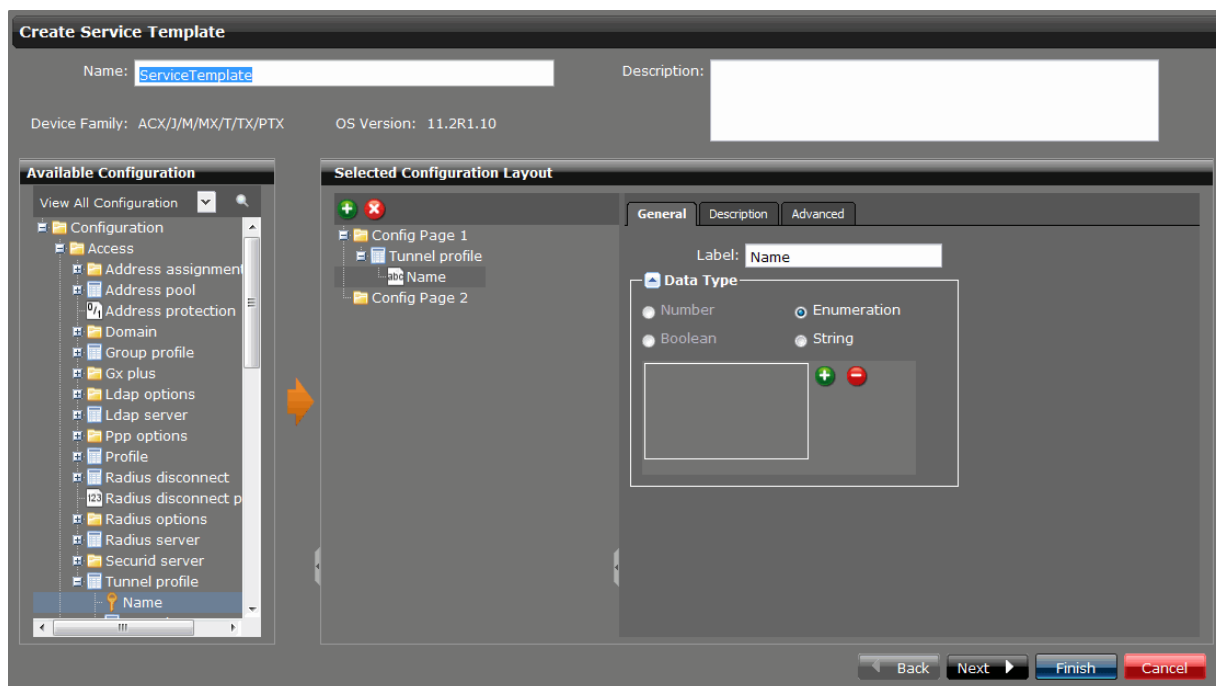 Create Service Template
Name: ServiceTemplate
Description:
Device Family: ACX/J/M/MX/T/TX/PTX OS Version: 11.2R1.10
Available Configuration
View All Configuration
Configuration
Access
Address assignment
Address pool
0/1 Address protection
Domain
Group profile
Gx plus
Ldap options
Ldap server
Ppp options
Profile
Radius disconnect
123 Radius disconnect p
Radius options
Radius server
Securid server
Tunnel profile
Name
Selected Configuration Layout
Config Page 1
Tunnel profile
abc Name
Config Page 2
General Description Advanced
Label: Name
Data Type
Number Enumeration
Boolean String
Back Next Finish Cancel